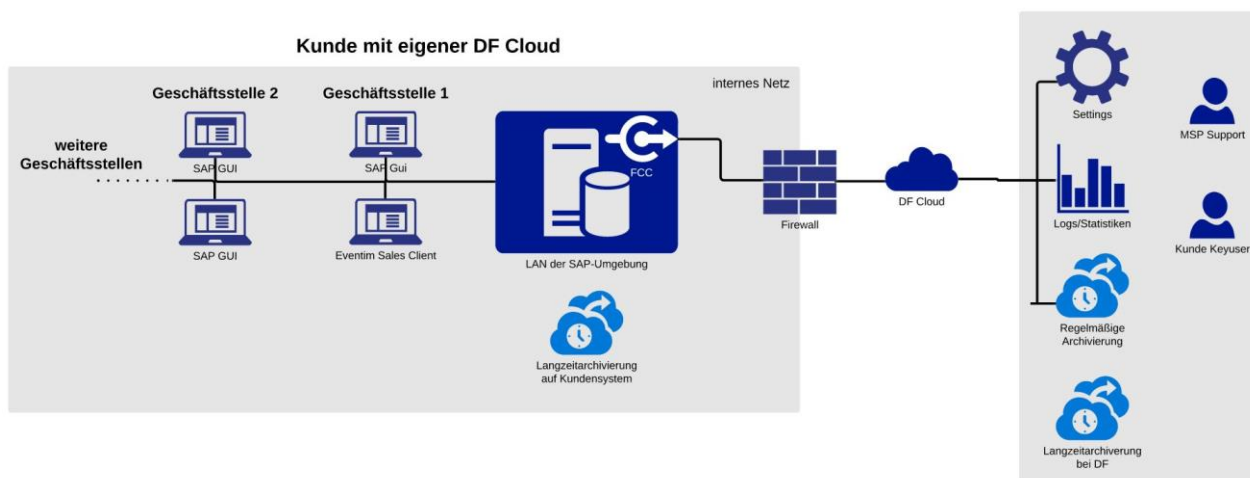 Kunde mit eigener DF Cloud
internes Netz
Geschäftsstelle 2
Geschäftsstelle 1
weitere
Geschäftsstellen
SAP GUI
SAP Gui
FCC
SAP GUI
Eventim Sales Client
LAN der SAP-Umgebung
Langzeitarchivierung
auf Kundensystem
Firewall
DF Cloud
Settings
MSP Support
Logs/Statistiken
Kunde Keyuser
Regelmäßige
Archivierung
Langzeitarchiverung
bei DF